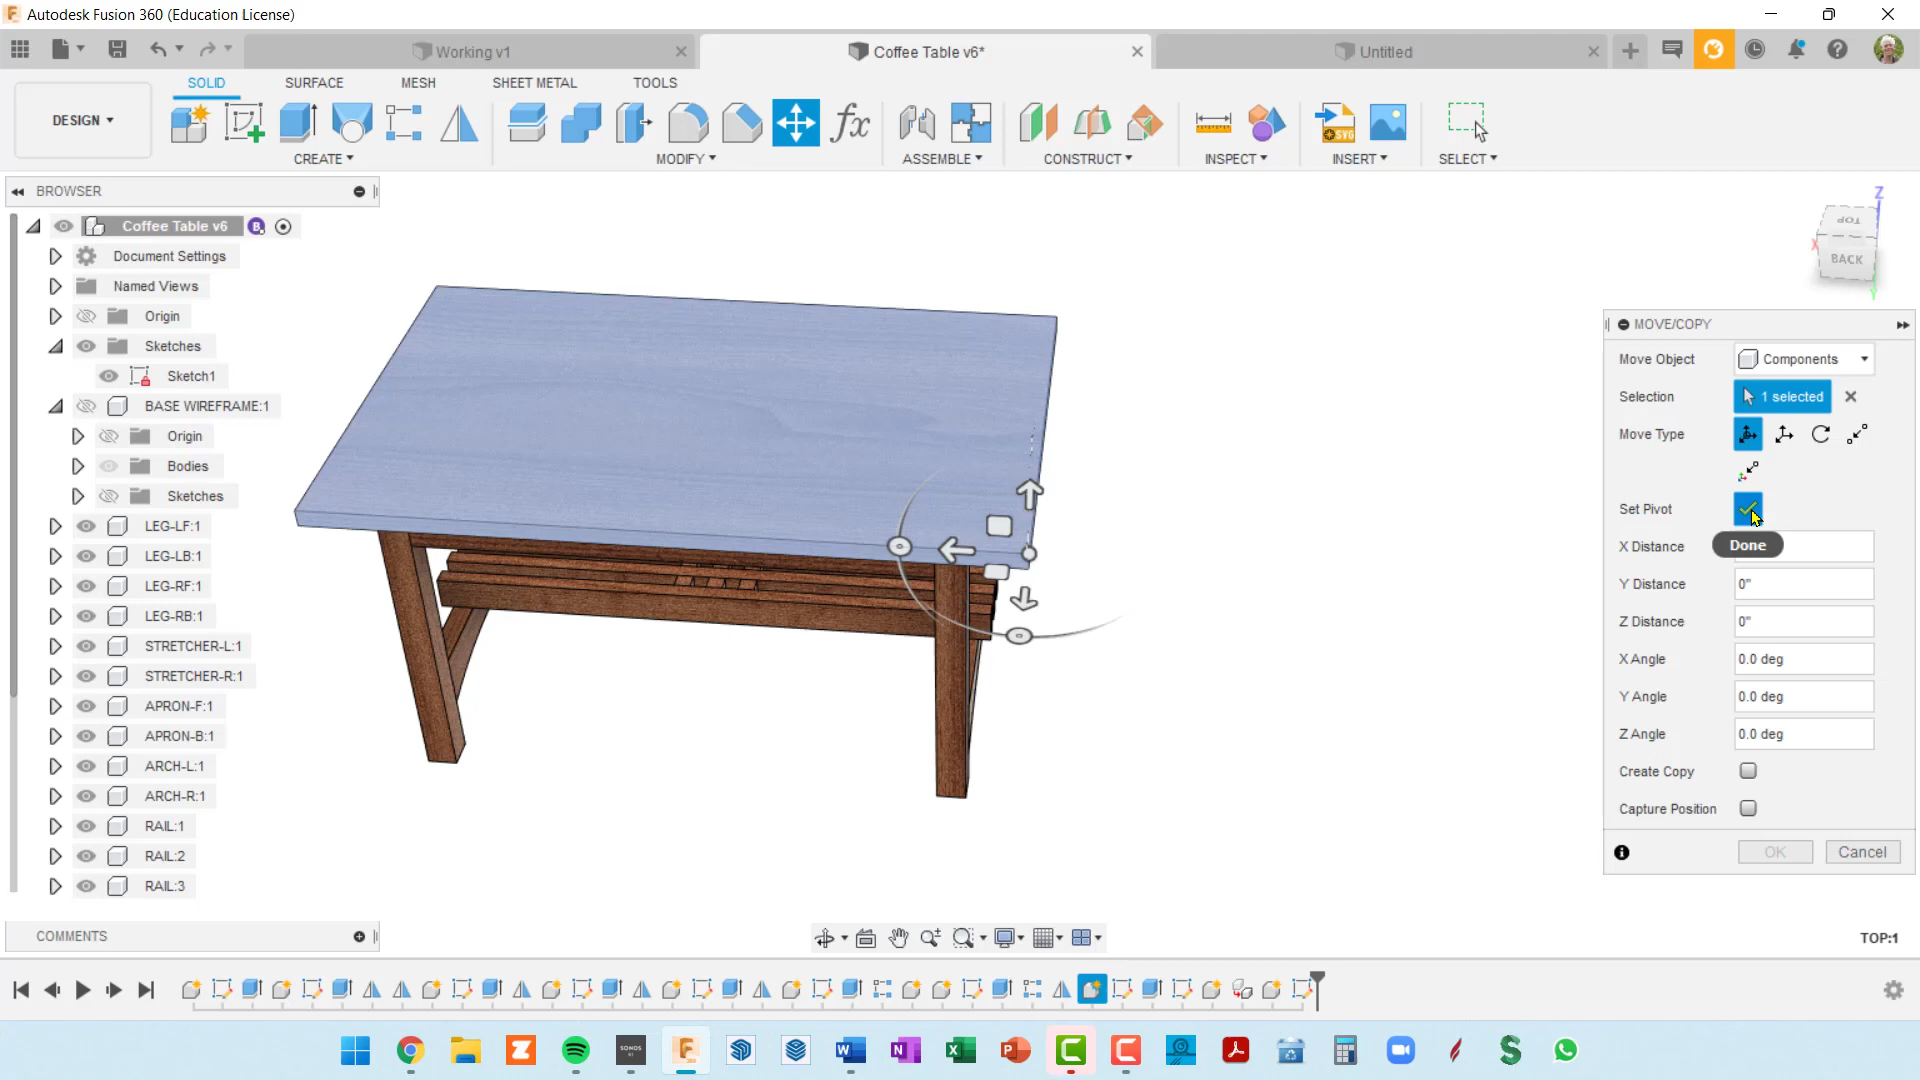 Autodesk Fusion 360 (Education License)
Working v1
Coffee Table v6*
Untitled
DESIGN
SOLID
SURFACE
MESH
SHEET METAL
TOOLS
CREATE
MODIFY
ASSEMBLE
CONSTRUCT
INSPECT
INSERT
SELECT
SVG
BROWSER
Coffee Table v6
B
Document Settings
Named Views
Origin
Sketches
Sketch1
BASE WIREFRAME:1
Origin
Bodies
Sketches
LEG-LF:1
LEG-LB:1
LEG-RF:1
LEG-RB:1
STRETCHER-L:1
STRETCHER-R:1
APRON-F:1
APRON-B:1
ARCH-L:1
ARCH-R:1
RAIL:1
RAIL:2
RAIL:3
COMMENTS
Z
TOP
X
BACK
Y
MOVE/COPY
Move Object
Components
Selection
1 selected
Move Type
Set Pivot
Done
X Distance
Y Distance
0"
Z Distance
0"
X Angle
0.0 deg
Y Angle
0.0 deg
Z Angle
0.0 deg
Create Copy
Capture Position
OK
Cancel
TOP:1
SONOS